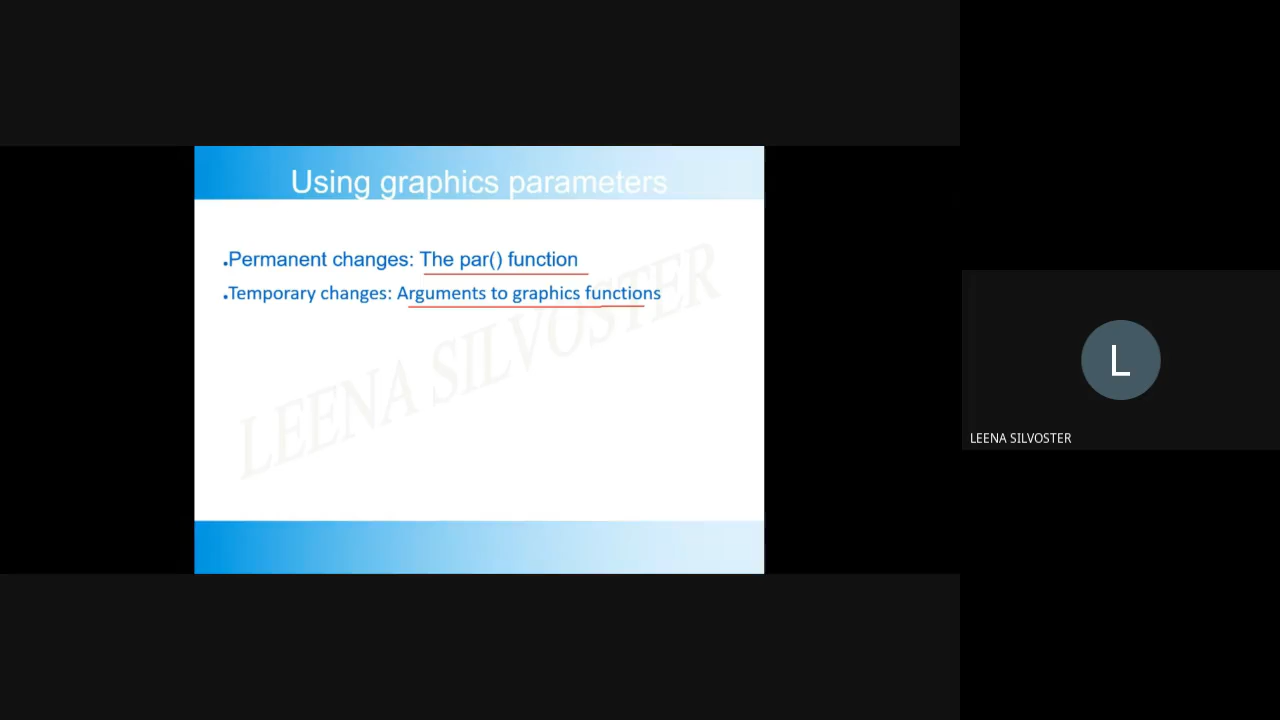 Using graphics parameters
.Permanent changes: The par() function
.Temporary changes: Arguments to graphics functions
LEENA SILVOSTER
L
LEENA SILVOSTER